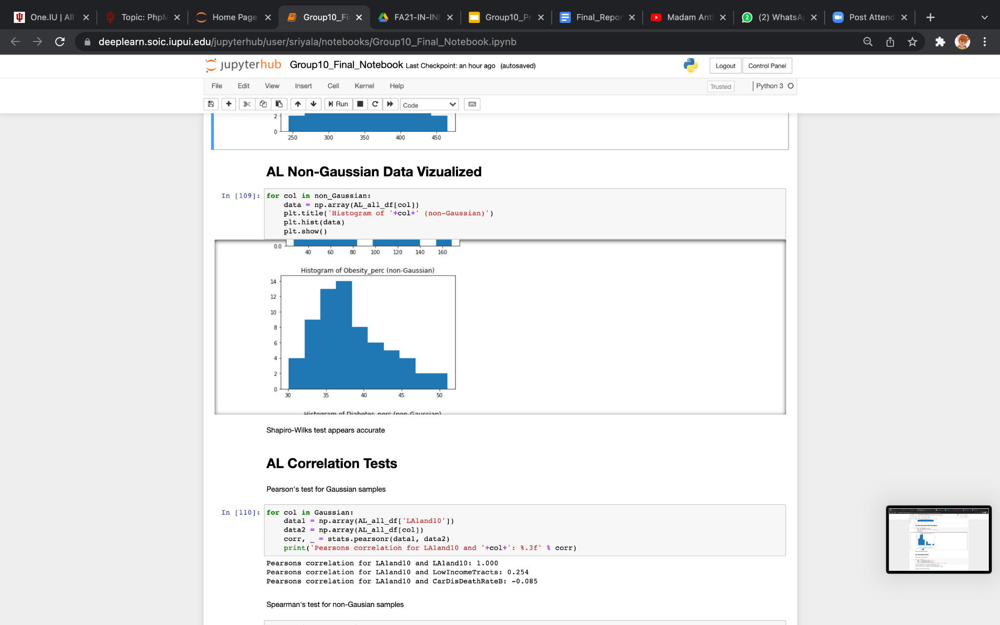 One.IU | All
Topic: PhpM
Home Page
Group10_Fi
FA21-IN-INF
Group10_Pr
Final_Repor
Madam Ant
(2) WhatsA
Post Attend
deeplearn.soic.iupui.edu/jupyterhub/user/sriyala/notebooks/Group10_Final_Notebook.ipynb
jupyterhub Group10_Final_Notebook Last Checkpoint: an hour ago (autosaved)
Logout Control Panel
File Edit View Insert Cell Kernel Help
Trusted Python 3
Run Code
2
0
250 300 350 400 450
AL Non-Gaussian Data Vizualized
In [109]: for col in non_Gaussian:
data = np.array(AL_all_df[col])
plt.title('Histogram of '+col+' (non-Gaussian)')
plt.hist(data)
plt.show()
0.0
40 60 80 100 120 140 160
Histogram of Obesity_perc (non-Gaussian)
14
12
10
8
6
4
2
0
30 35 40 45 50
Histogram of Diabetes_perc (non-Gaussian)
Shapiro-Wilks test appears accurate
AL Correlation Tests
Pearson's test for Gaussian samples
In [110]: for col in Gaussian:
data1 = np.array(AL_all_df['LA1and10'])
data2 = np.array(AL_all_df[col])
corr, _ = stats.pearsonr(data1, data2)
print('Pearsons correlation for LA1and10 and '+col+': %.3f' % corr)
Pearsons correlation for LA1and10 and LA1and10: 1.000
Pearsons correlation for LA1and10 and LowIncomeTracts: 0.254
Pearsons correlation for LA1and10 and CarDisDeathRateB: -0.085
Spearman's test for non-Gausian samples